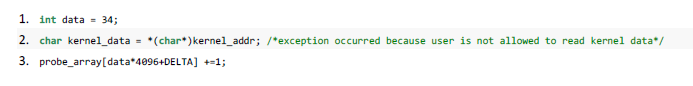 1. int data = 34;
2. char kernel_data = *(char*)kernel_addr; /*exception occurred because user is not allowed to read kernel data*/
3. probe_array[data*4096+DELTA] +=1;